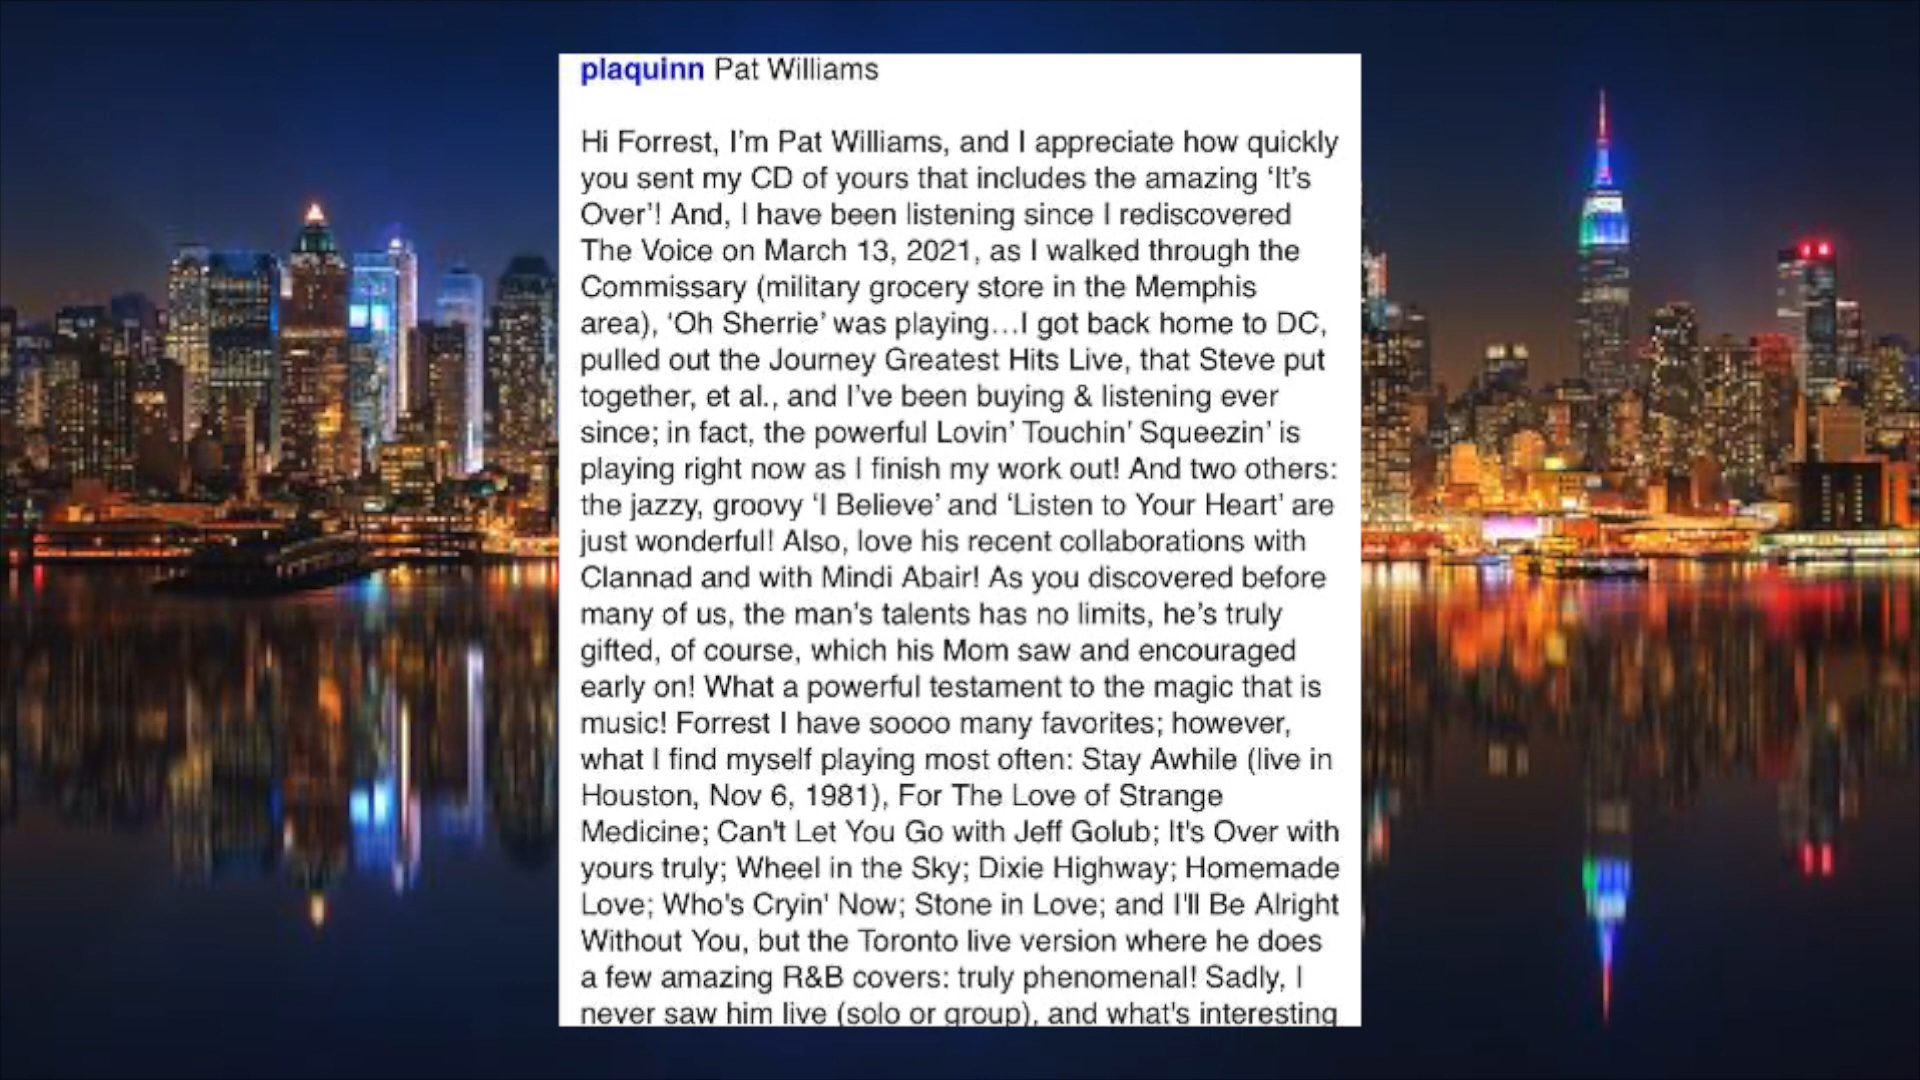 plaquinn Pat Williams
Hi Forrest, I'm Pat Williams, and I appreciate how quickly
you sent my CD of yours that includes the amazing ‘It's
Over’! And, I have been listening since I rediscovered
The Voice on March 13, 2021, as I walked through the
Commissary (military grocery store in the Memphis
area), ‘Oh Sherrie’ was playing...I got back home to DC,
pulled out the Journey Greatest Hits Live, that Steve put
together, et al., and I've been buying & listening ever
since; in fact, the powerful Lovin’ Touchin’ Squeezin’ is
playing right now as I finish my work out! And two others:
the jazzy, groovy ‘I Believe’ and ‘Listen to Your Heart’ are
just wonderful! Also, love his recent collaborations with
Clannad and with Mindi Abair! As you discovered before
many of us, the man’s talents has no limits, he’s truly
gifted, of course, which his Mom saw and encouraged
early on! What a powerful testament to the magic that is
music! Forrest I have soooo many favorites; however,
what I find myself playing most often: Stay Awhile (live in
Houston, Nov 6, 1981), For The Love of Strange
Medicine; Can't Let You Go with Jeff Golub; It's Over with
yours truly; Wheel in the Sky; Dixie Highway; Homemade
Love; Who's Cryin' Now; Stone in Love; and I'll Be Alright
Without You, but the Toronto live version where he does
a few amazing R&B covers: truly phenomenal! Sadly, I
never saw him live (solo or group), and what's interesting